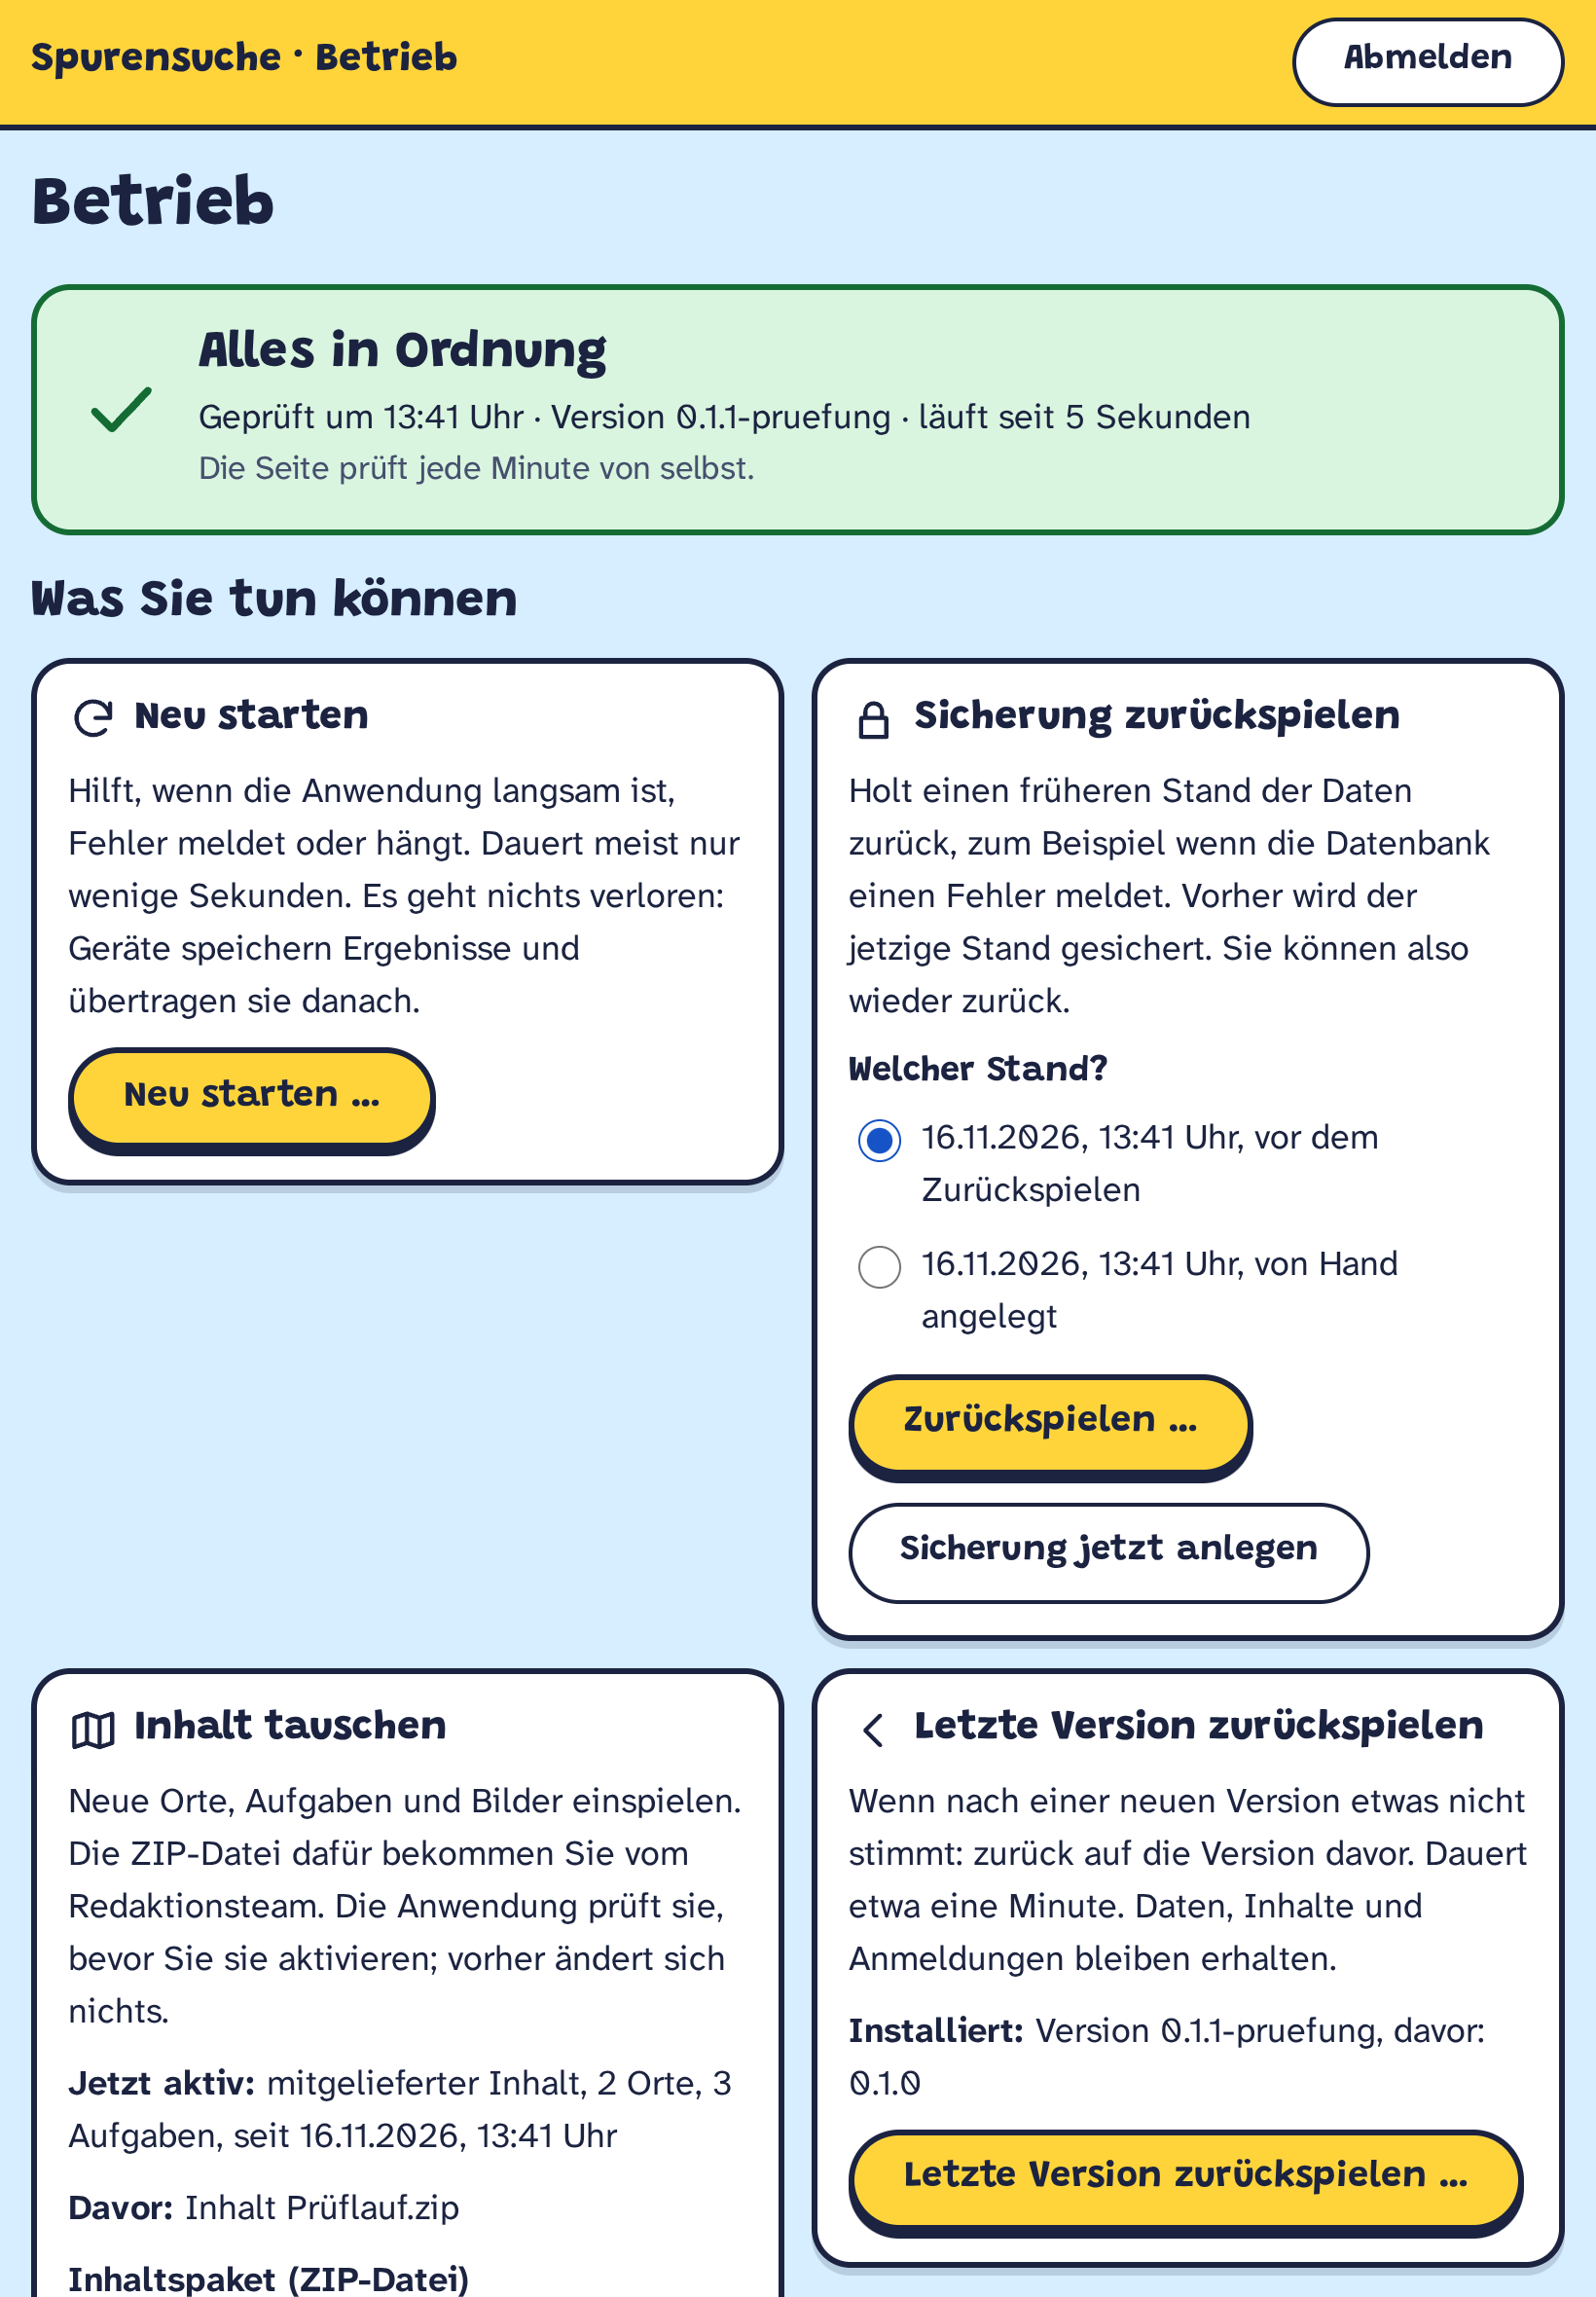 Spurensuche · Betrieb
Abmelden
Betrieb
Alles in Ordnung
Geprüft um 13:41 Uhr · Version 0.1.1-pruefung · läuft seit 5 Sekunden
Die Seite prüft jede Minute von selbst.
Was Sie tun können
Neu starten
Hilft, wenn die Anwendung langsam ist,
Fehler meldet oder hängt. Dauert meist nur
wenige Sekunden. Es geht nichts verloren:
Geräte speichern Ergebnisse und
übertragen sie danach.
Neu starten ...
Sicherung zurückspielen
Holt einen früheren Stand der Daten
zurück, zum Beispiel wenn die Datenbank
einen Fehler meldet. Vorher wird der
jetzige Stand gesichert. Sie können also
wieder zurück.
Welcher Stand?
16.11.2026, 13:41 Uhr, vor dem
Zurückspielen
16.11.2026, 13:41 Uhr, von Hand
angelegt
Zurückspielen ...
Sicherung jetzt anlegen
Inhalt tauschen
Neue Orte, Aufgaben und Bilder einspielen.
Die ZIP-Datei dafür bekommen Sie vom
Redaktionsteam. Die Anwendung prüft sie,
bevor Sie sie aktivieren; vorher ändert sich
nichts.
Jetzt aktiv: mitgelieferter Inhalt, 2 Orte, 3
Aufgaben, seit 16.11.2026, 13:41 Uhr
Davor: Inhalt Prüflauf.zip
Inhaltspaket (ZIP-Datei)
Letzte Version zurückspielen
Wenn nach einer neuen Version etwas nicht
stimmt: zurück auf die Version davor. Dauert
etwa eine Minute. Daten, Inhalte und
Anmeldungen bleiben erhalten.
Installiert: Version 0.1.1-pruefung, davor:
0.1.0
Letzte Version zurückspielen ...